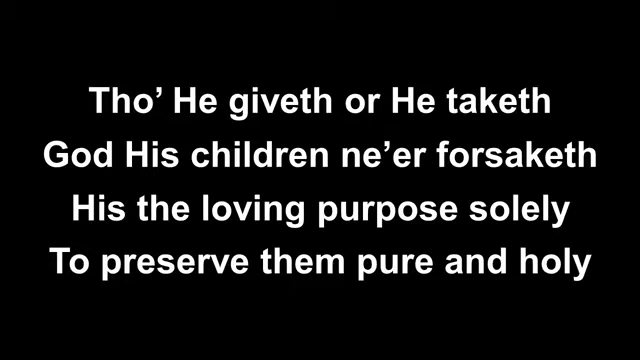 Tho’ He giveth or He taketh
God His children ne’er forsaketh
His the loving purpose solely
To preserve them pure and holy